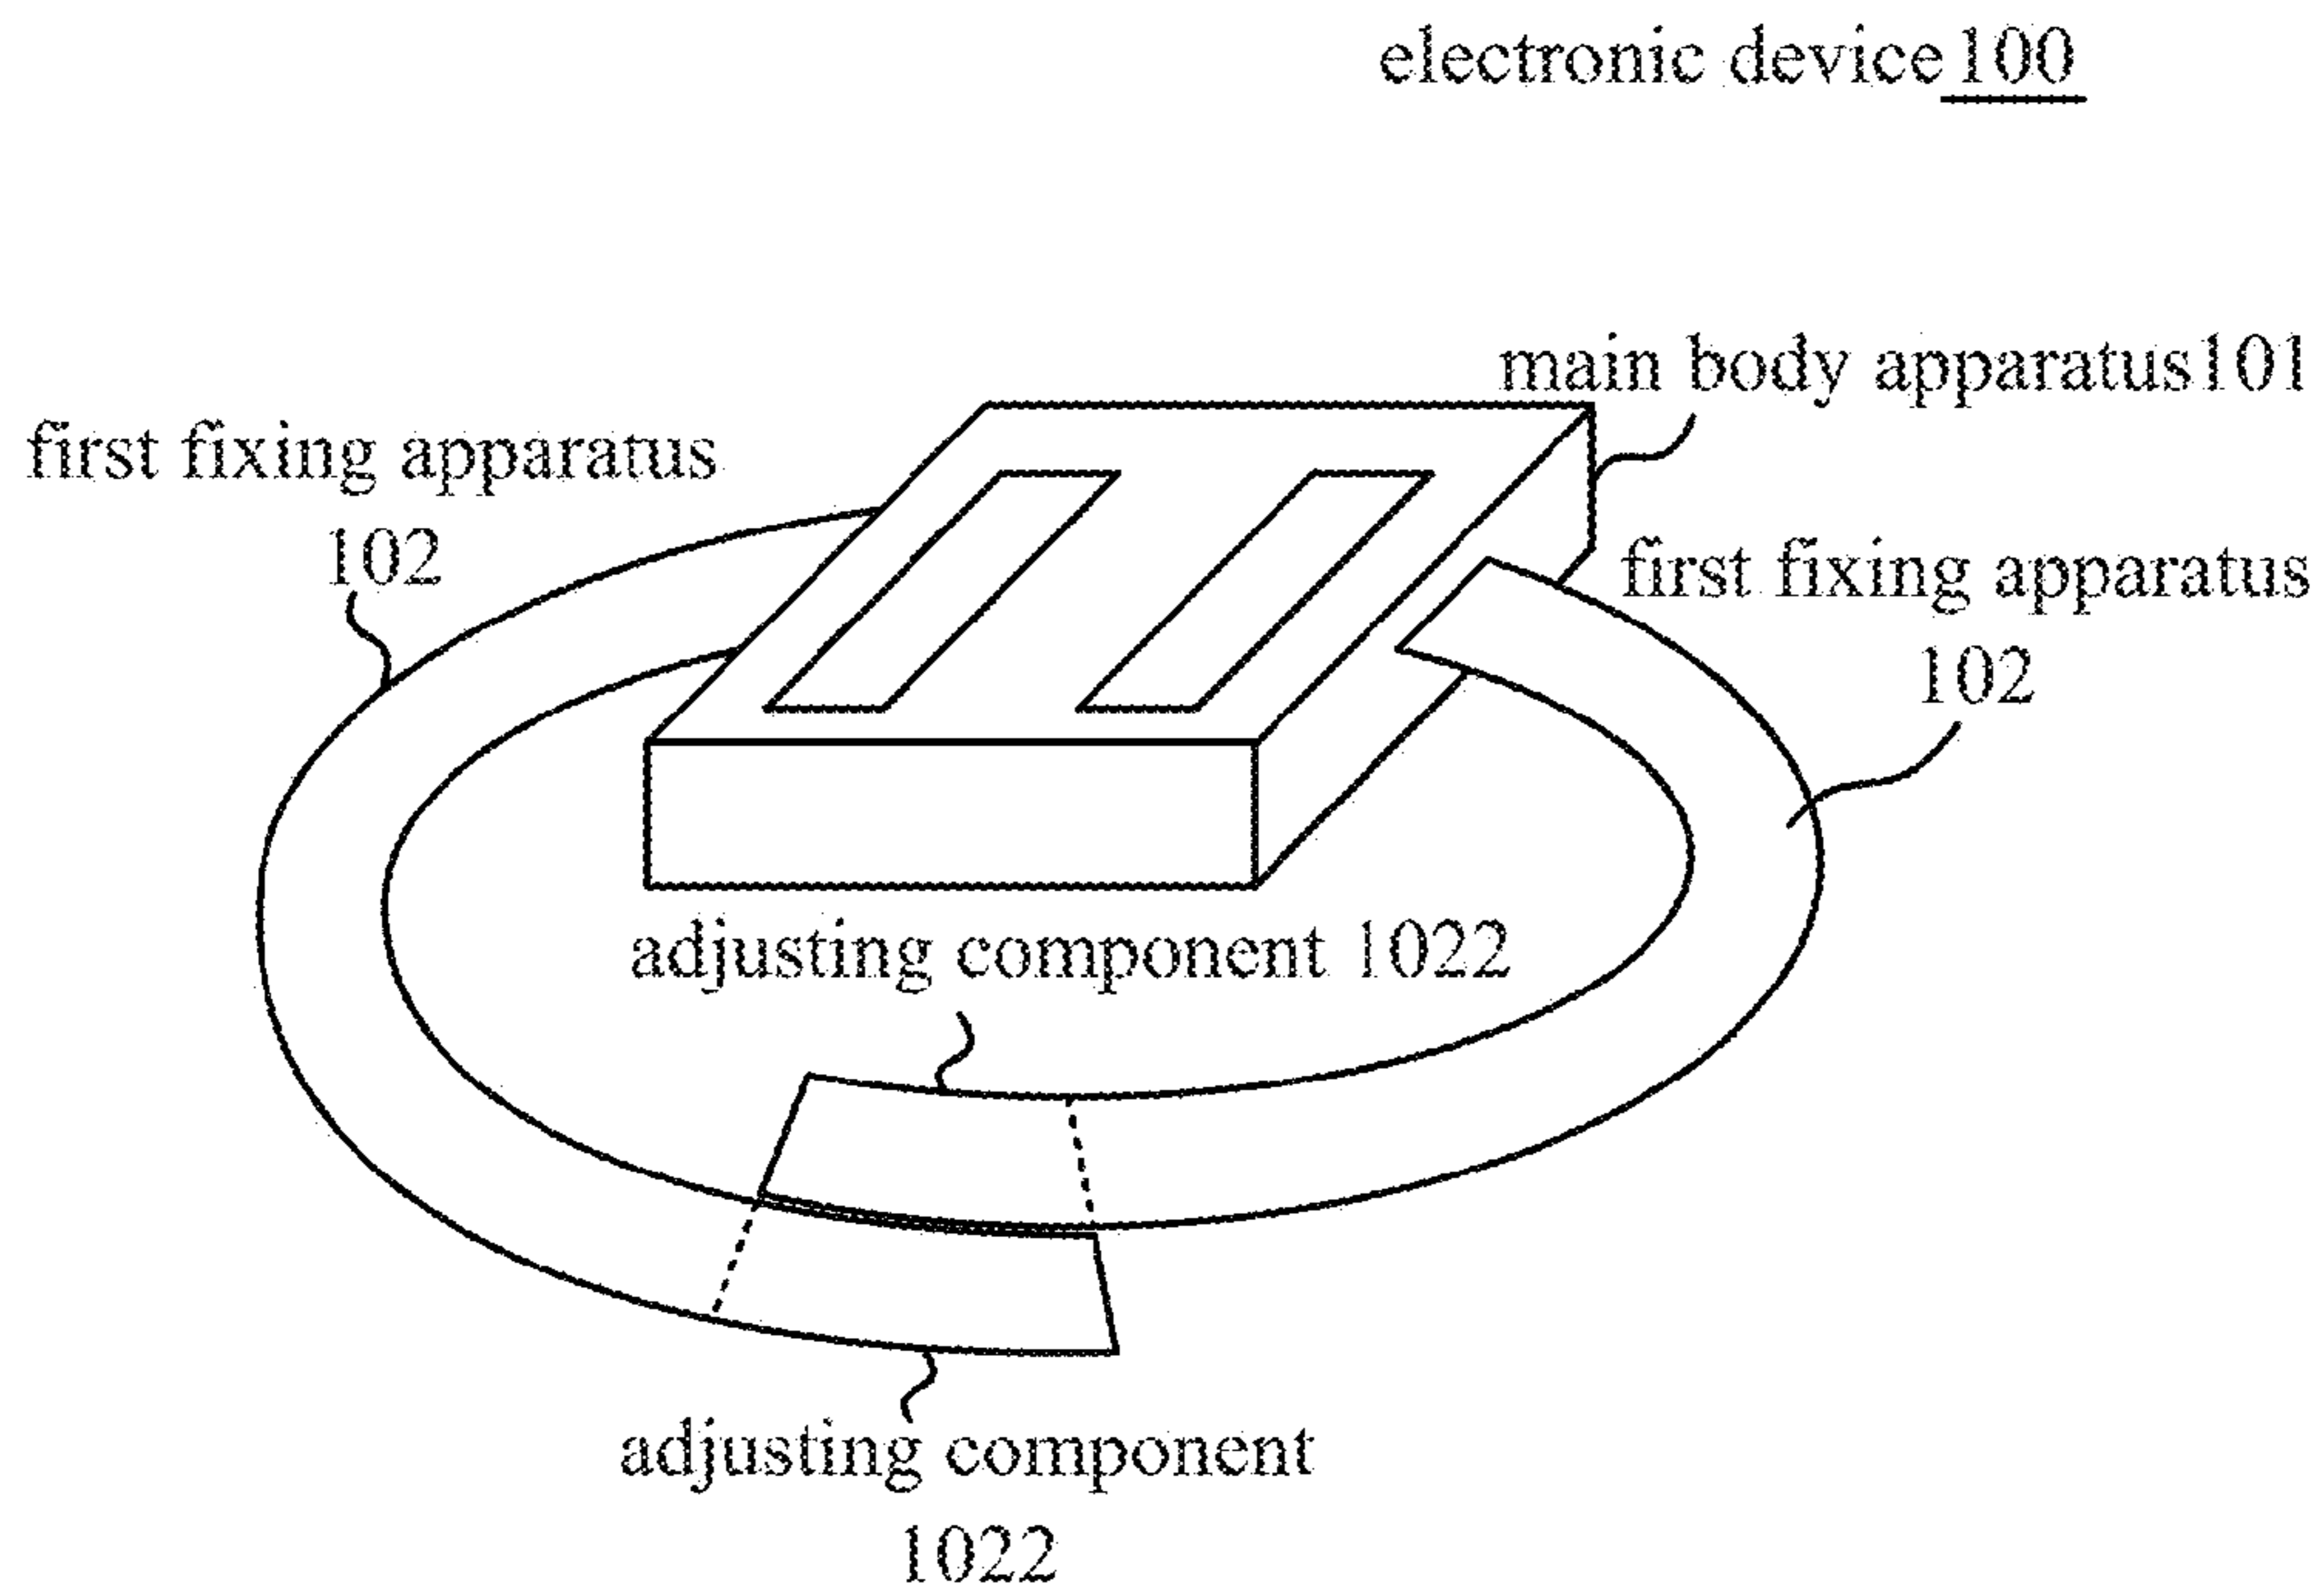 electronic device 100
main body apparatus101
first fixing apparatus
102
first fixing apparatus
102
adjusting component 1022
adjusting component
1022